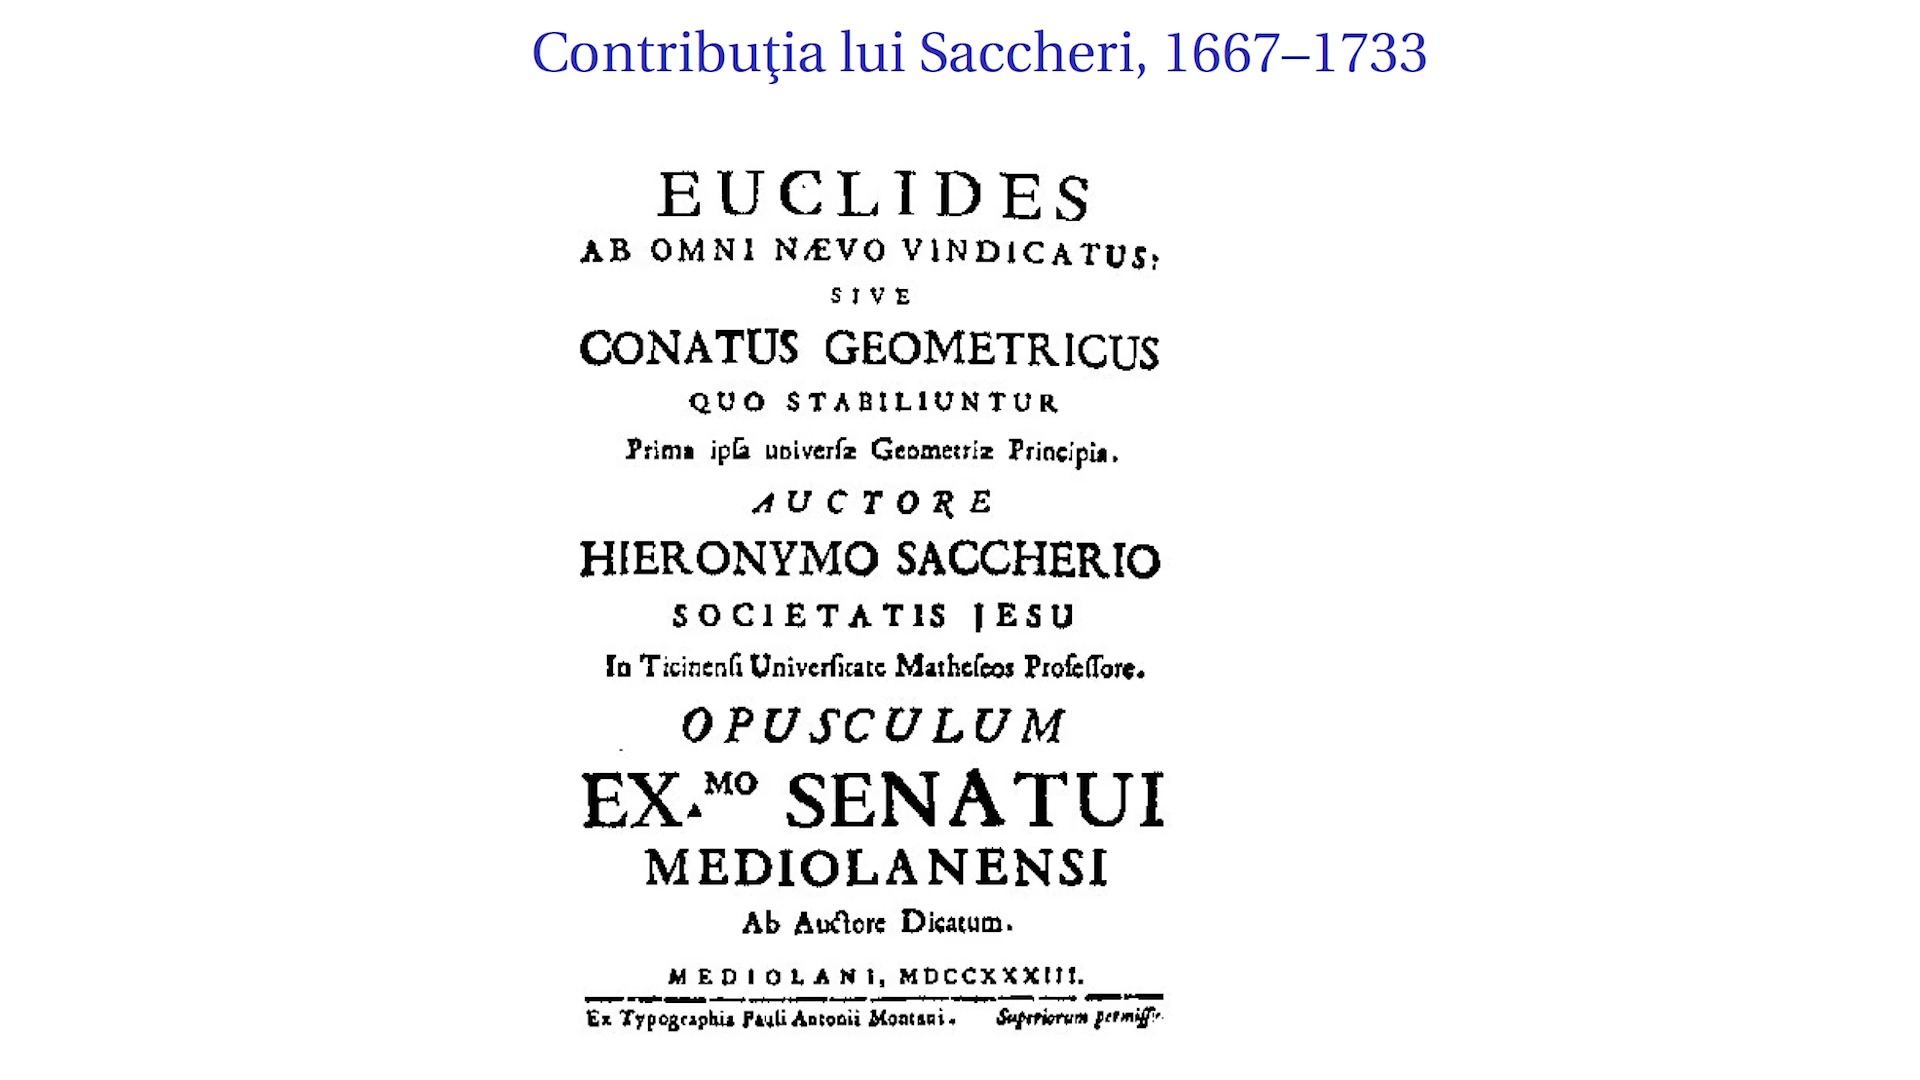 Contribuţia lui Saccheri, 1667–1733
EUCLIDES
AB OMNI NÆVO VINDICATUS:
SIVE
CONATUS GEOMETRICUS
QUO STABILIUNTUR
Prima ipſa univerſæ Geometriæ Principia.
AUCTORE
HIERONYMO SACCHERIO
SOCIETATIS JESU
In Ticinenſi Univerſitate Matheſeos Profeſſore.
OPUSCULUM
EX.MO SENATUI
MEDIOLANENSI
Ab Auctore Dicatum.
MEDIOLANI, MDCCXXXIII.
Ex Typographia Pauli Antonii Montani. Superiorum permiſſu